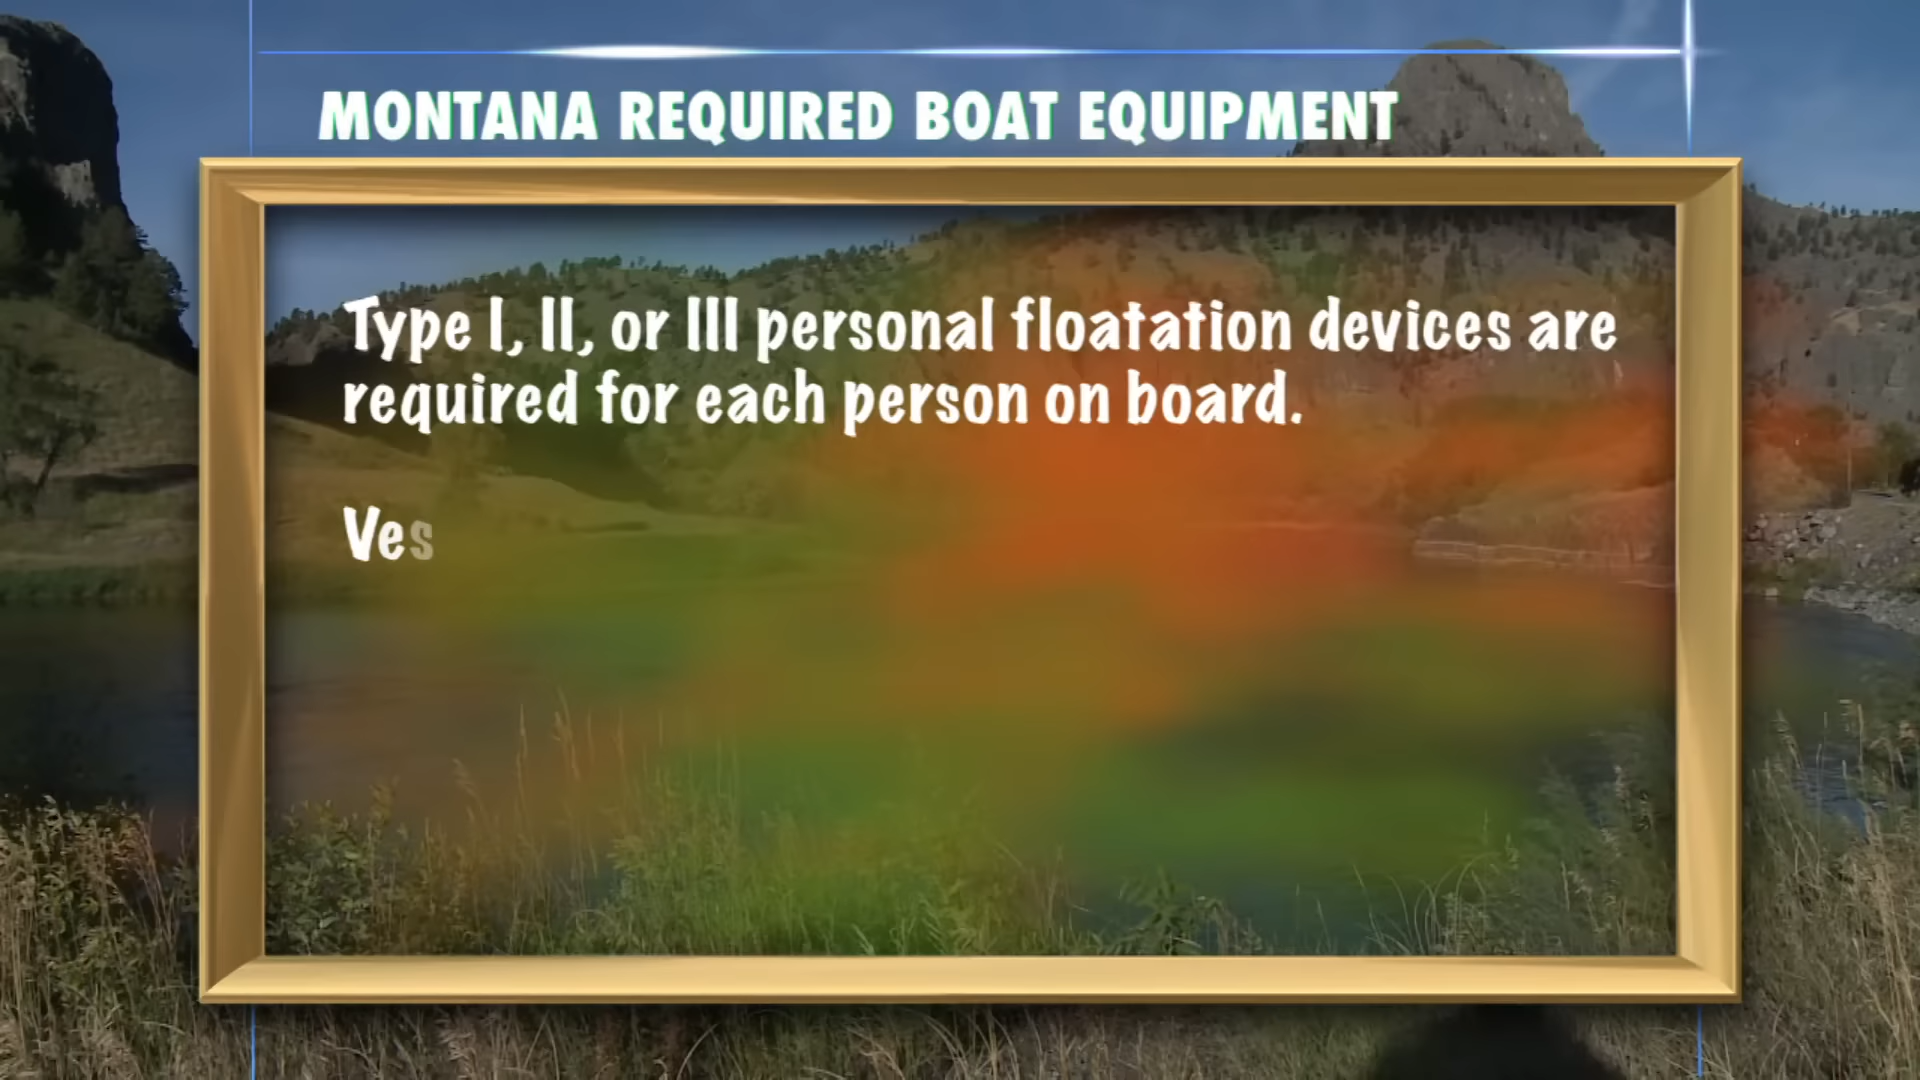 MONTANA REQUIRED BOAT EQUIPMENT
Type I, II, or III personal floatation devices are
required for each person on board.
Ves